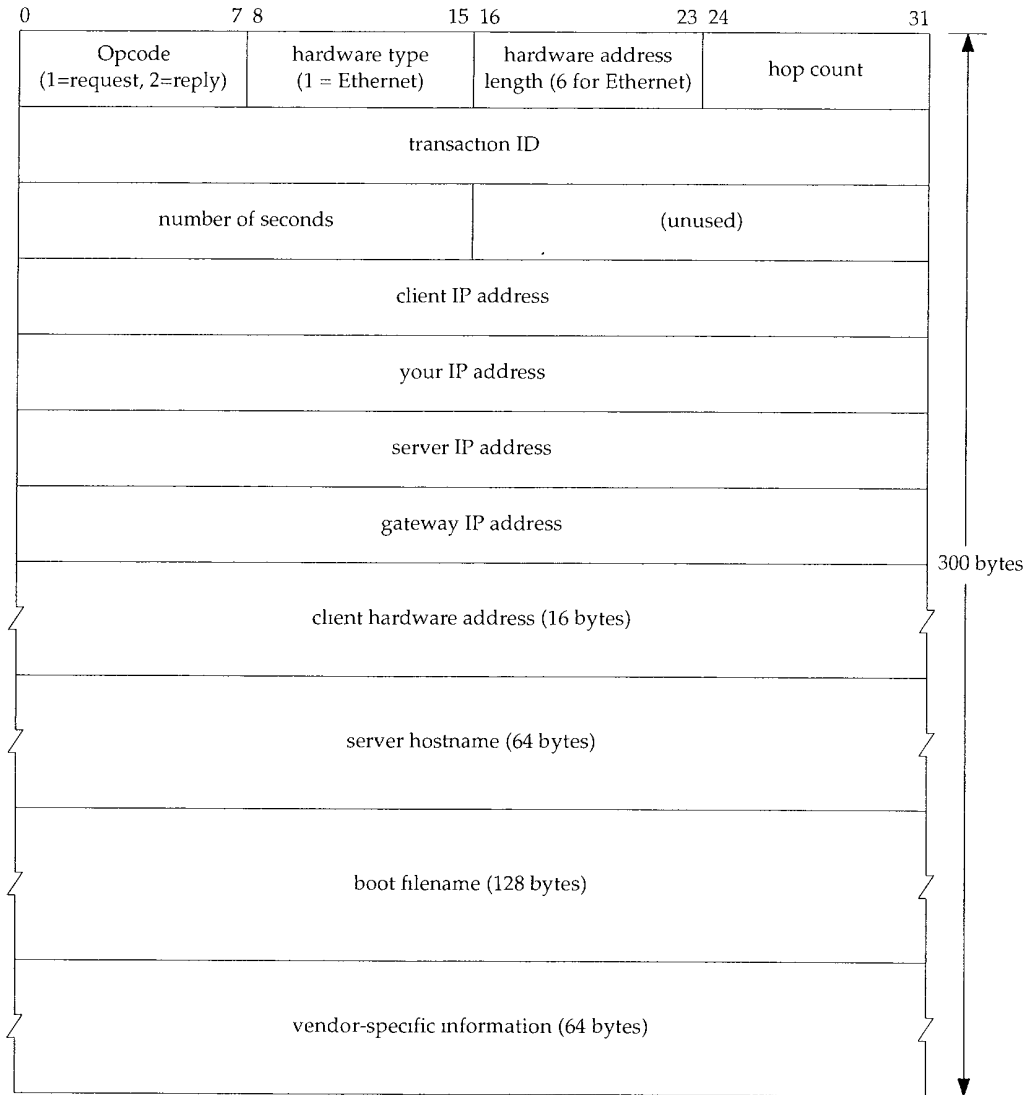 0 7 8 15 16 23 24 31
Opcode
(1=request, 2=reply)
hardware type
(1 = Ethernet)
hardware address
length (6 for Ethernet)
hop count
transaction ID
number of seconds
(unused)
client IP address
your IP address
server IP address
gateway IP address
300 bytes
client hardware address (16 bytes)
server hostname (64 bytes)
boot filename (128 bytes)
vendor-specific information (64 bytes)